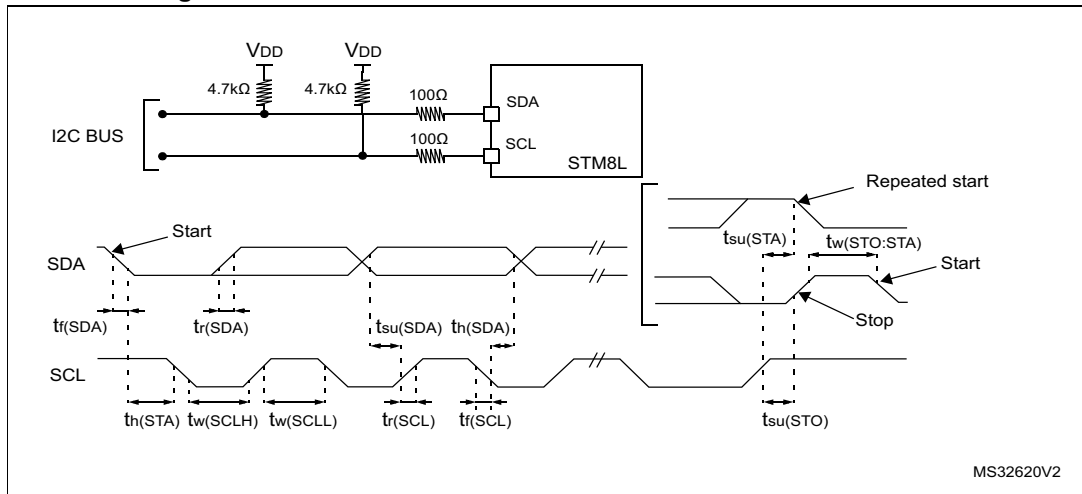 VDD VDD
4.7kΩ 4.7kΩ 100Ω
SDA
I2C BUS
100Ω SCL
STM8L
Repeated start
Start
tsu(STA) tw(STO:STA)
SDA
Start
tf(SDA) tr(SDA) tsu(SDA) th(SDA)
Stop
SCL
th(STA) tw(SCLH) tw(SCLL) tr(SCL) tf(SCL) tsu(STO)
MS32620V2